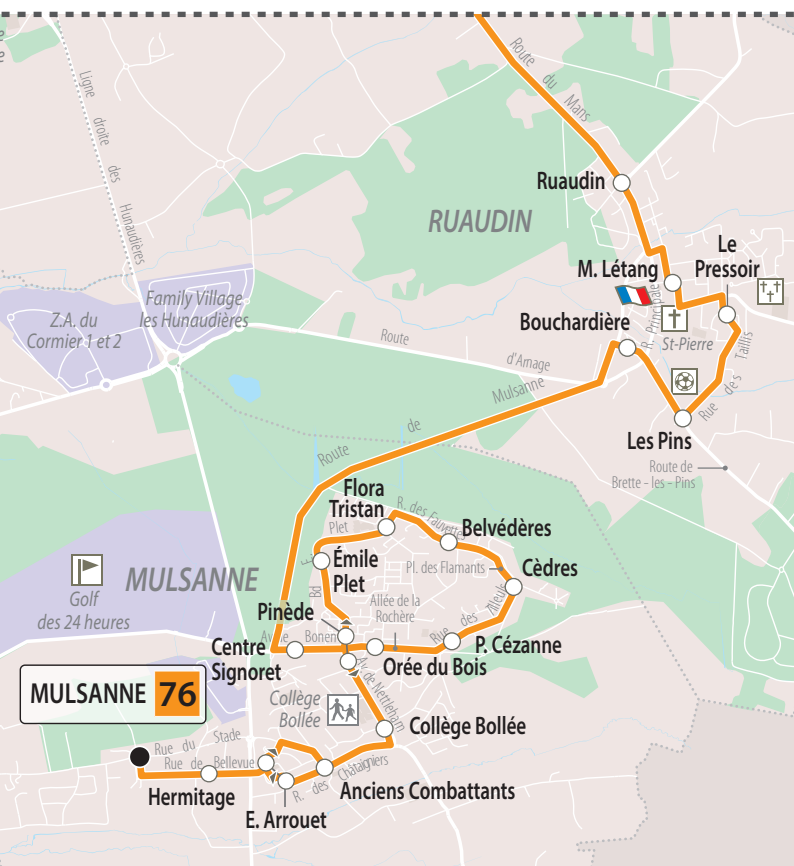 Route du Mans
Ligne droite des Hunaudières
Ruaudin
RUAUDIN
Le
Pressoir
M. Létang
Bouchardière
R. Principale
St-Pierre
Rue des Taillis
Les Pins
Route de
Brette - les - Pins
Family Village
les Hunaudières
Z.A. du
Cormier 1 et 2
Route d'Arnage
Route de Mulsanne
Flora
Tristan
R. des Fauvettes
Belvédères
Plet
Bd E.
Émile
Plet
Pl. des Flamants
Cèdres
Allée de la
Rochère
Rue des Alleuls
P. Cézanne
MULSANNE
Golf
des 24 heures
Pinède
Centre
Signoret
Bonen
Orée du Bois
Av. de Nettleham
MULSANNE 76
Collège
Bollée
Collège Bollée
Rue du Stade
Rue de Bellevue
R. des Châtaigniers
Hermitage
Anciens Combattants
E. Arrouet